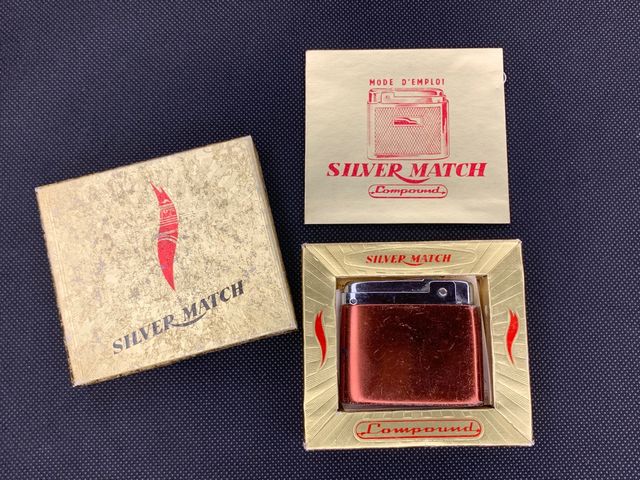 MODE D'EMPLOI
SILVER MATCH
Compound
SILVER MATCH
SILVER MATCH
Compound